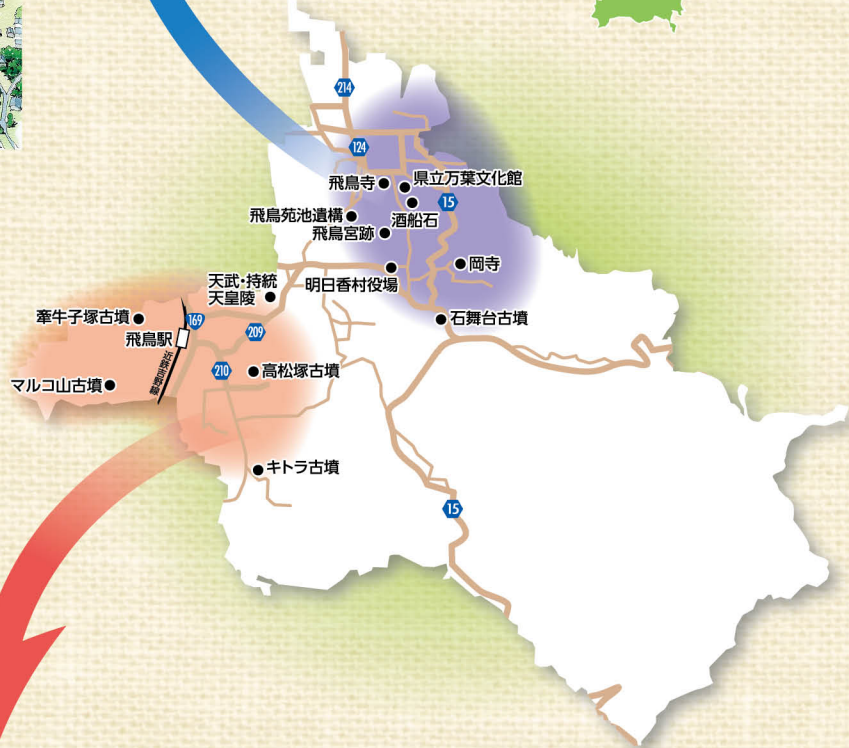 214
124
飛鳥寺
県立万葉文化館
15
飛鳥苑池遺構
酒船石
飛鳥宮跡
岡寺
天武・持統
天皇陵
明日香村役場
牽牛子塚古墳
169
石舞台古墳
飛鳥駅
209
近鉄吉野線
210
高松塚古墳
マルコ山古墳
キトラ古墳
15